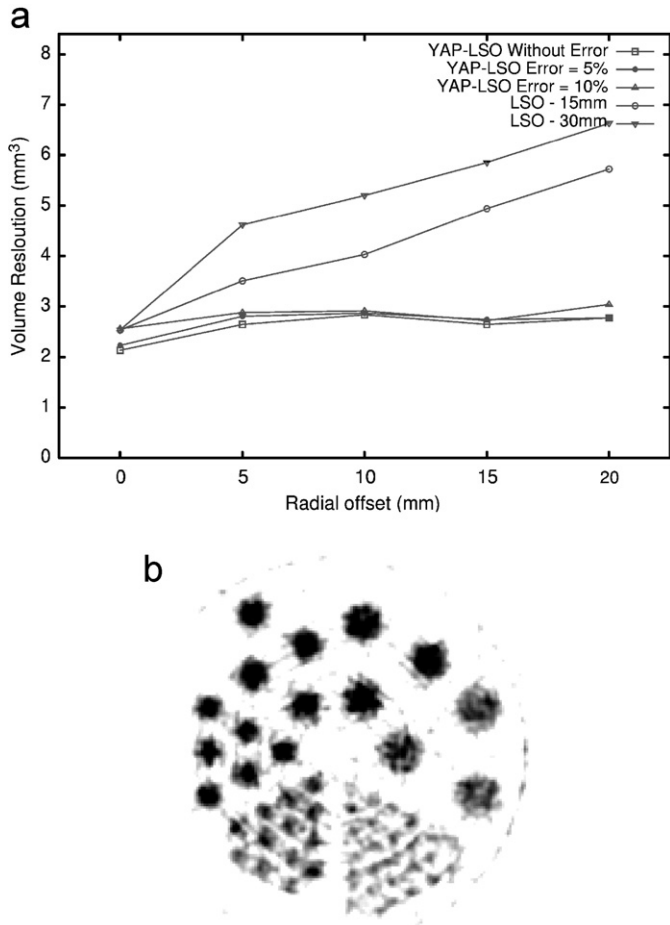 a
YAP-LSO Without Error
YAP-LSO Error = 5%
YAP-LSO Error = 10%
LSO - 15mm
LSO - 30mm
Volume Resloution (mm³)
8
7
6
5
4
3
2
1
0
0 5 10 15 20
Radial offset (mm)
b